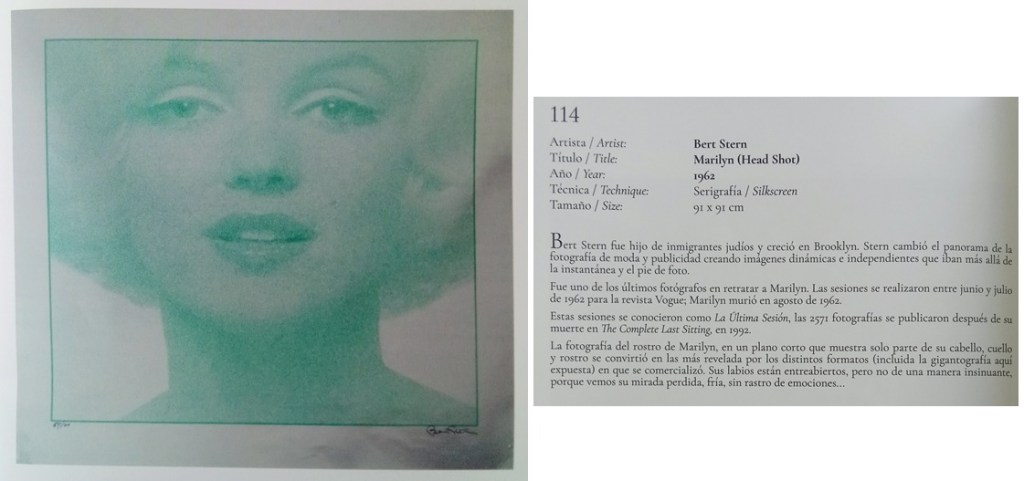 114
Artista / Artist: Bert Stern
Título / Title: Marilyn (Head Shot)
Año / Year: 1962
Técnica / Technique: Serigrafía / Silkscreen
Tamaño / Size: 91 x 91 cm
Bert Stern fue hijo de inmigrantes judíos y creció en Brooklyn. Stern cambió el panorama de la
fotografía de moda y publicidad creando imágenes dinámicas e independientes que iban más allá de
la instantánea y el pie de foto.
Fue uno de los últimos fotógrafos en retratar a Marilyn. Las sesiones se realizaron entre junio y julio
de 1962 para la revista Vogue; Marilyn murió en agosto de 1962.
Estas sesiones se conocieron como La Última Sesión, las 2571 fotografías se publicaron después de su
muerte en The Complete Last Sitting, en 1992.
La fotografía del rostro de Marilyn, en un plano corto que muestra solo parte de su cabello, cuello
y rostro se convirtió en las más revelada por los distintos formatos (incluida la gigantografía aquí
expuesta) en que se comercializó. Sus labios están entreabiertos, pero no de una manera insinuante,
porque vemos su mirada perdida, fría, sin rastro de emociones...